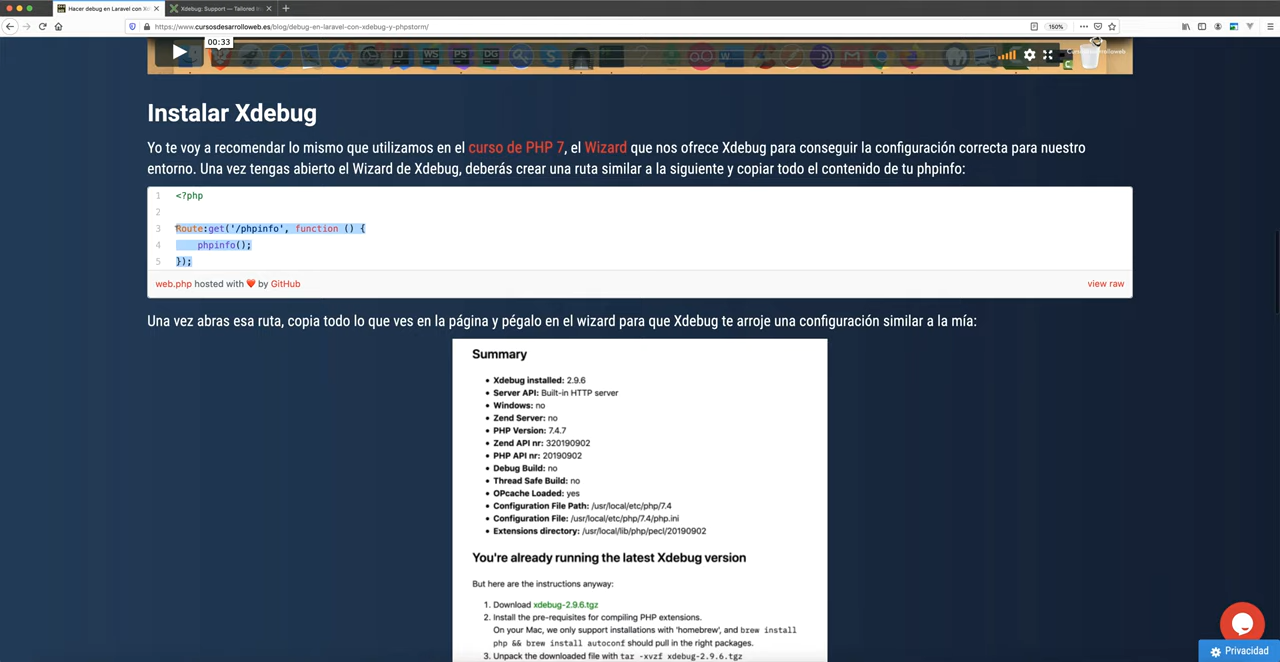 Hacer debug en Laravel con Xd
Xdebug: Support — Tailored
https://www.cursosdesarrolloweb.es/blog/debug-en-laravel-con-xdebug-y-phpstorm/
150%
00:33
Instalar Xdebug
Yo te voy a recomendar lo mismo que utilizamos en el curso de PHP 7, el Wizard que nos ofrece Xdebug para conseguir la configuración correcta para nuestro
entorno. Una vez tengas abierto el Wizard de Xdebug, deberás crear una ruta similar a la siguiente y copiar todo el contenido de tu phpinfo:
1 <?php
2
3 Route:get('/phpinfo', function () {
4 phpinfo();
5 });
web.php hosted with ❤ by GitHub
view raw
Una vez abras esa ruta, copia todo lo que ves en la página y pégalo en el wizard para que Xdebug te arroje una configuración similar a la mía:
Summary
• Xdebug installed: 2.9.6
• Server API: Built-in HTTP server
• Windows: no
• Zend Server: no
• PHP Version: 7.4.7
• Zend API nr: 320190902
• PHP API nr: 20190902
• Debug Build: no
• Thread Safe Build: no
• OPcache Loaded: yes
• Configuration File Path: /usr/local/etc/php/7.4
• Configuration File: /usr/local/etc/php/7.4/php.ini
• Extensions directory: /usr/local/lib/php/pecl/20190902
You're already running the latest Xdebug version
But here are the instructions anyway:
1. Download xdebug-2.9.6.tgz
2. Install the pre-requisites for compiling PHP extensions.
On your Mac, we only support installations with 'homebrew', and brew install
php && brew install autoconf should pull in the right packages.
3. Unpack the downloaded file with tar -xvzf xdebug-2.9.6.tgz
Privacidad